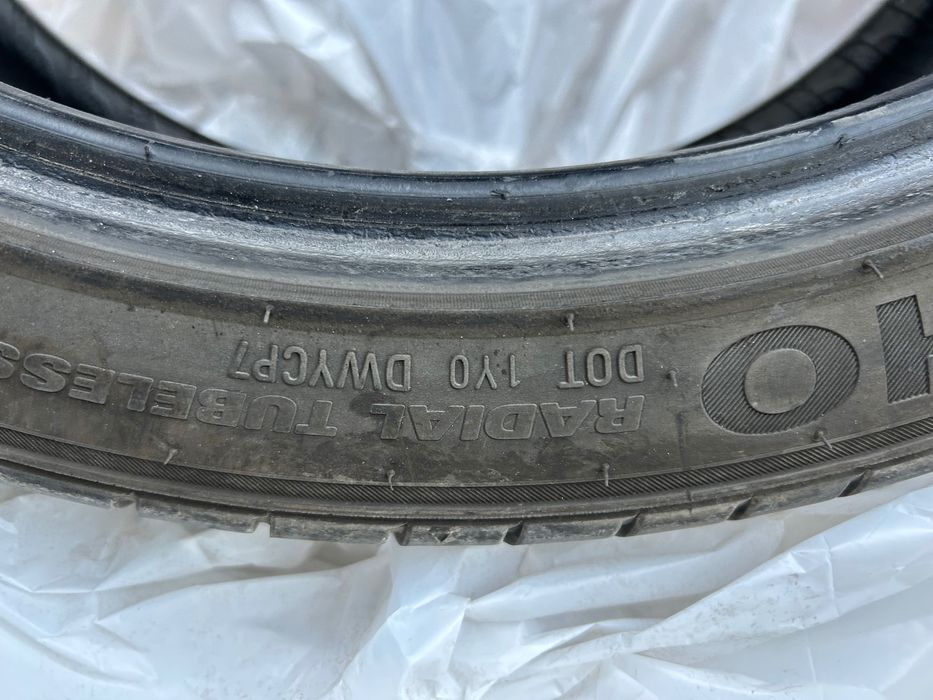 DOT 1Y0 DWYCP7
RADIAL TUBELESS